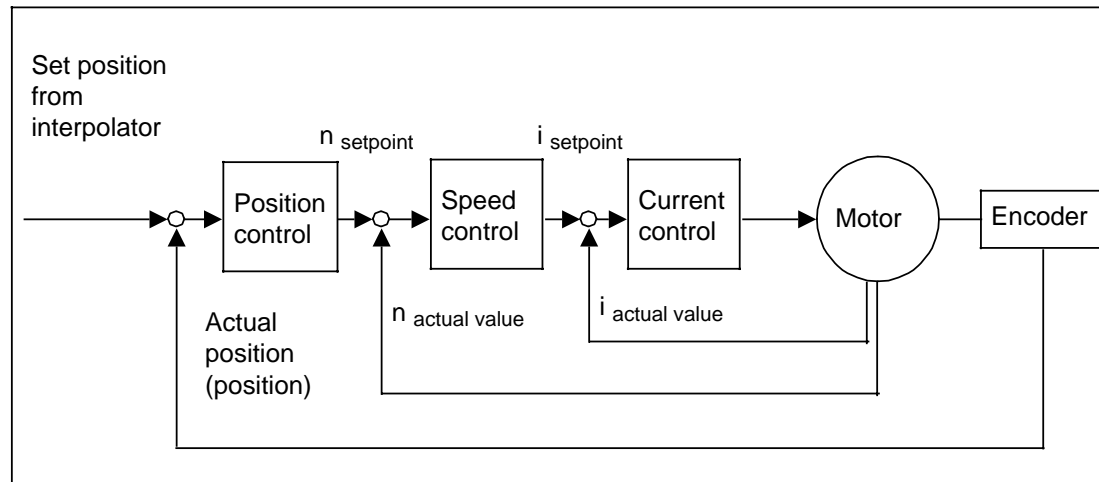 Set position
from
interpolator
n setpoint
i setpoint
Position
control
Speed
control
Current
control
Motor
Encoder
Actual
position
(position)
n actual value
i actual value